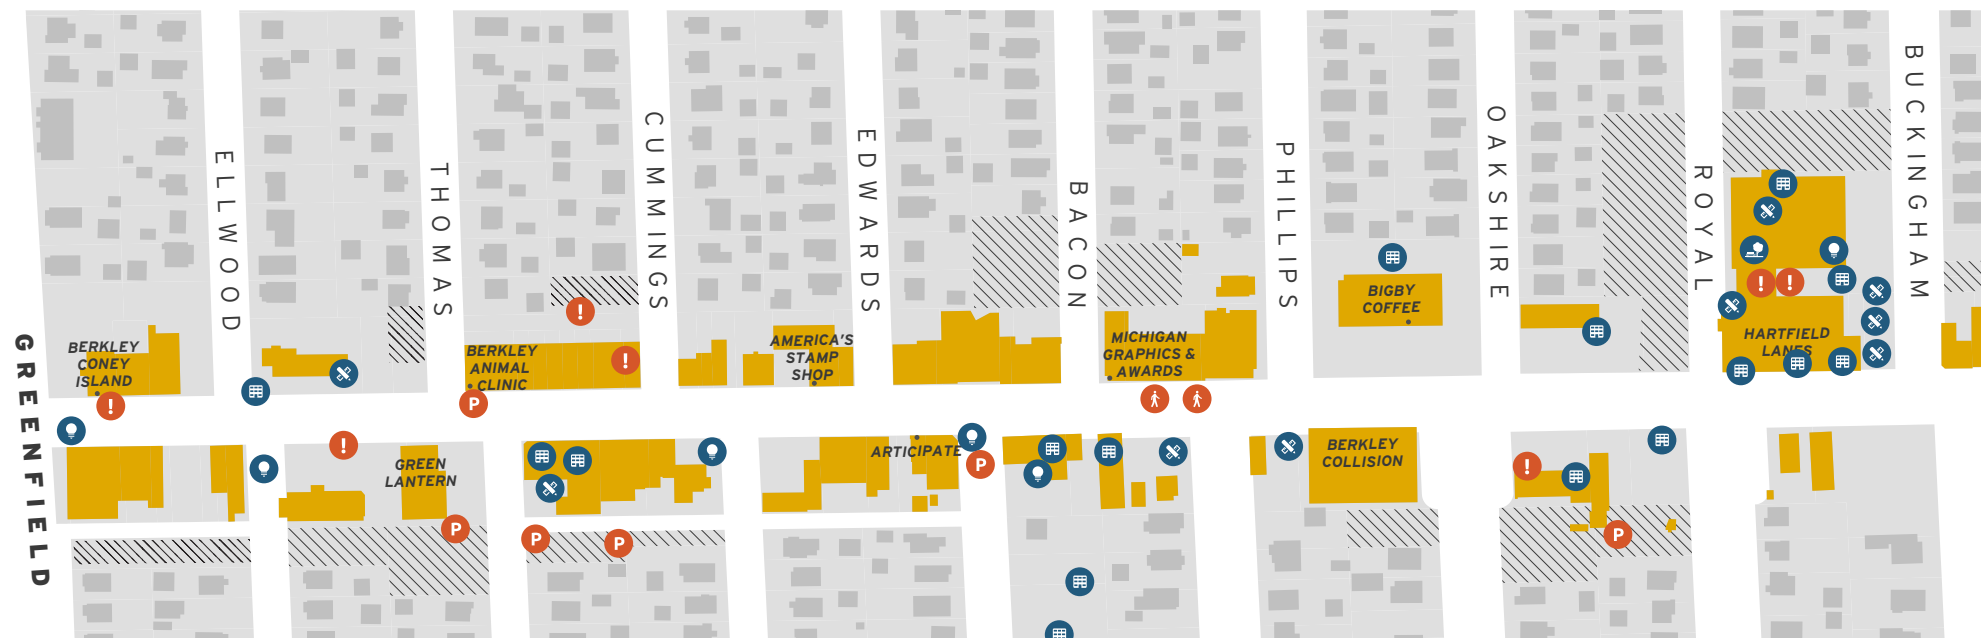 GREENFIELD
ELLWOOD
THOMAS
CUMMINGS
EDWARDS
BACON
PHILLIPS
OAKSHIRE
ROYAL
BUCKINGHAM
BERKLEY
CONEY
ISLAND
!
BERKLEY
ANIMAL
CLINIC
P
!
!
AMERICA'S
STAMP
SHOP
MICHIGAN
GRAPHICS &
AWARDS
BIGBY
COFFEE
! !
HARTFIELD
LANES
!
GREEN
LANTERN
P
P
P
ARTICIPATE
P
BERKLEY
COLLISION
!
P